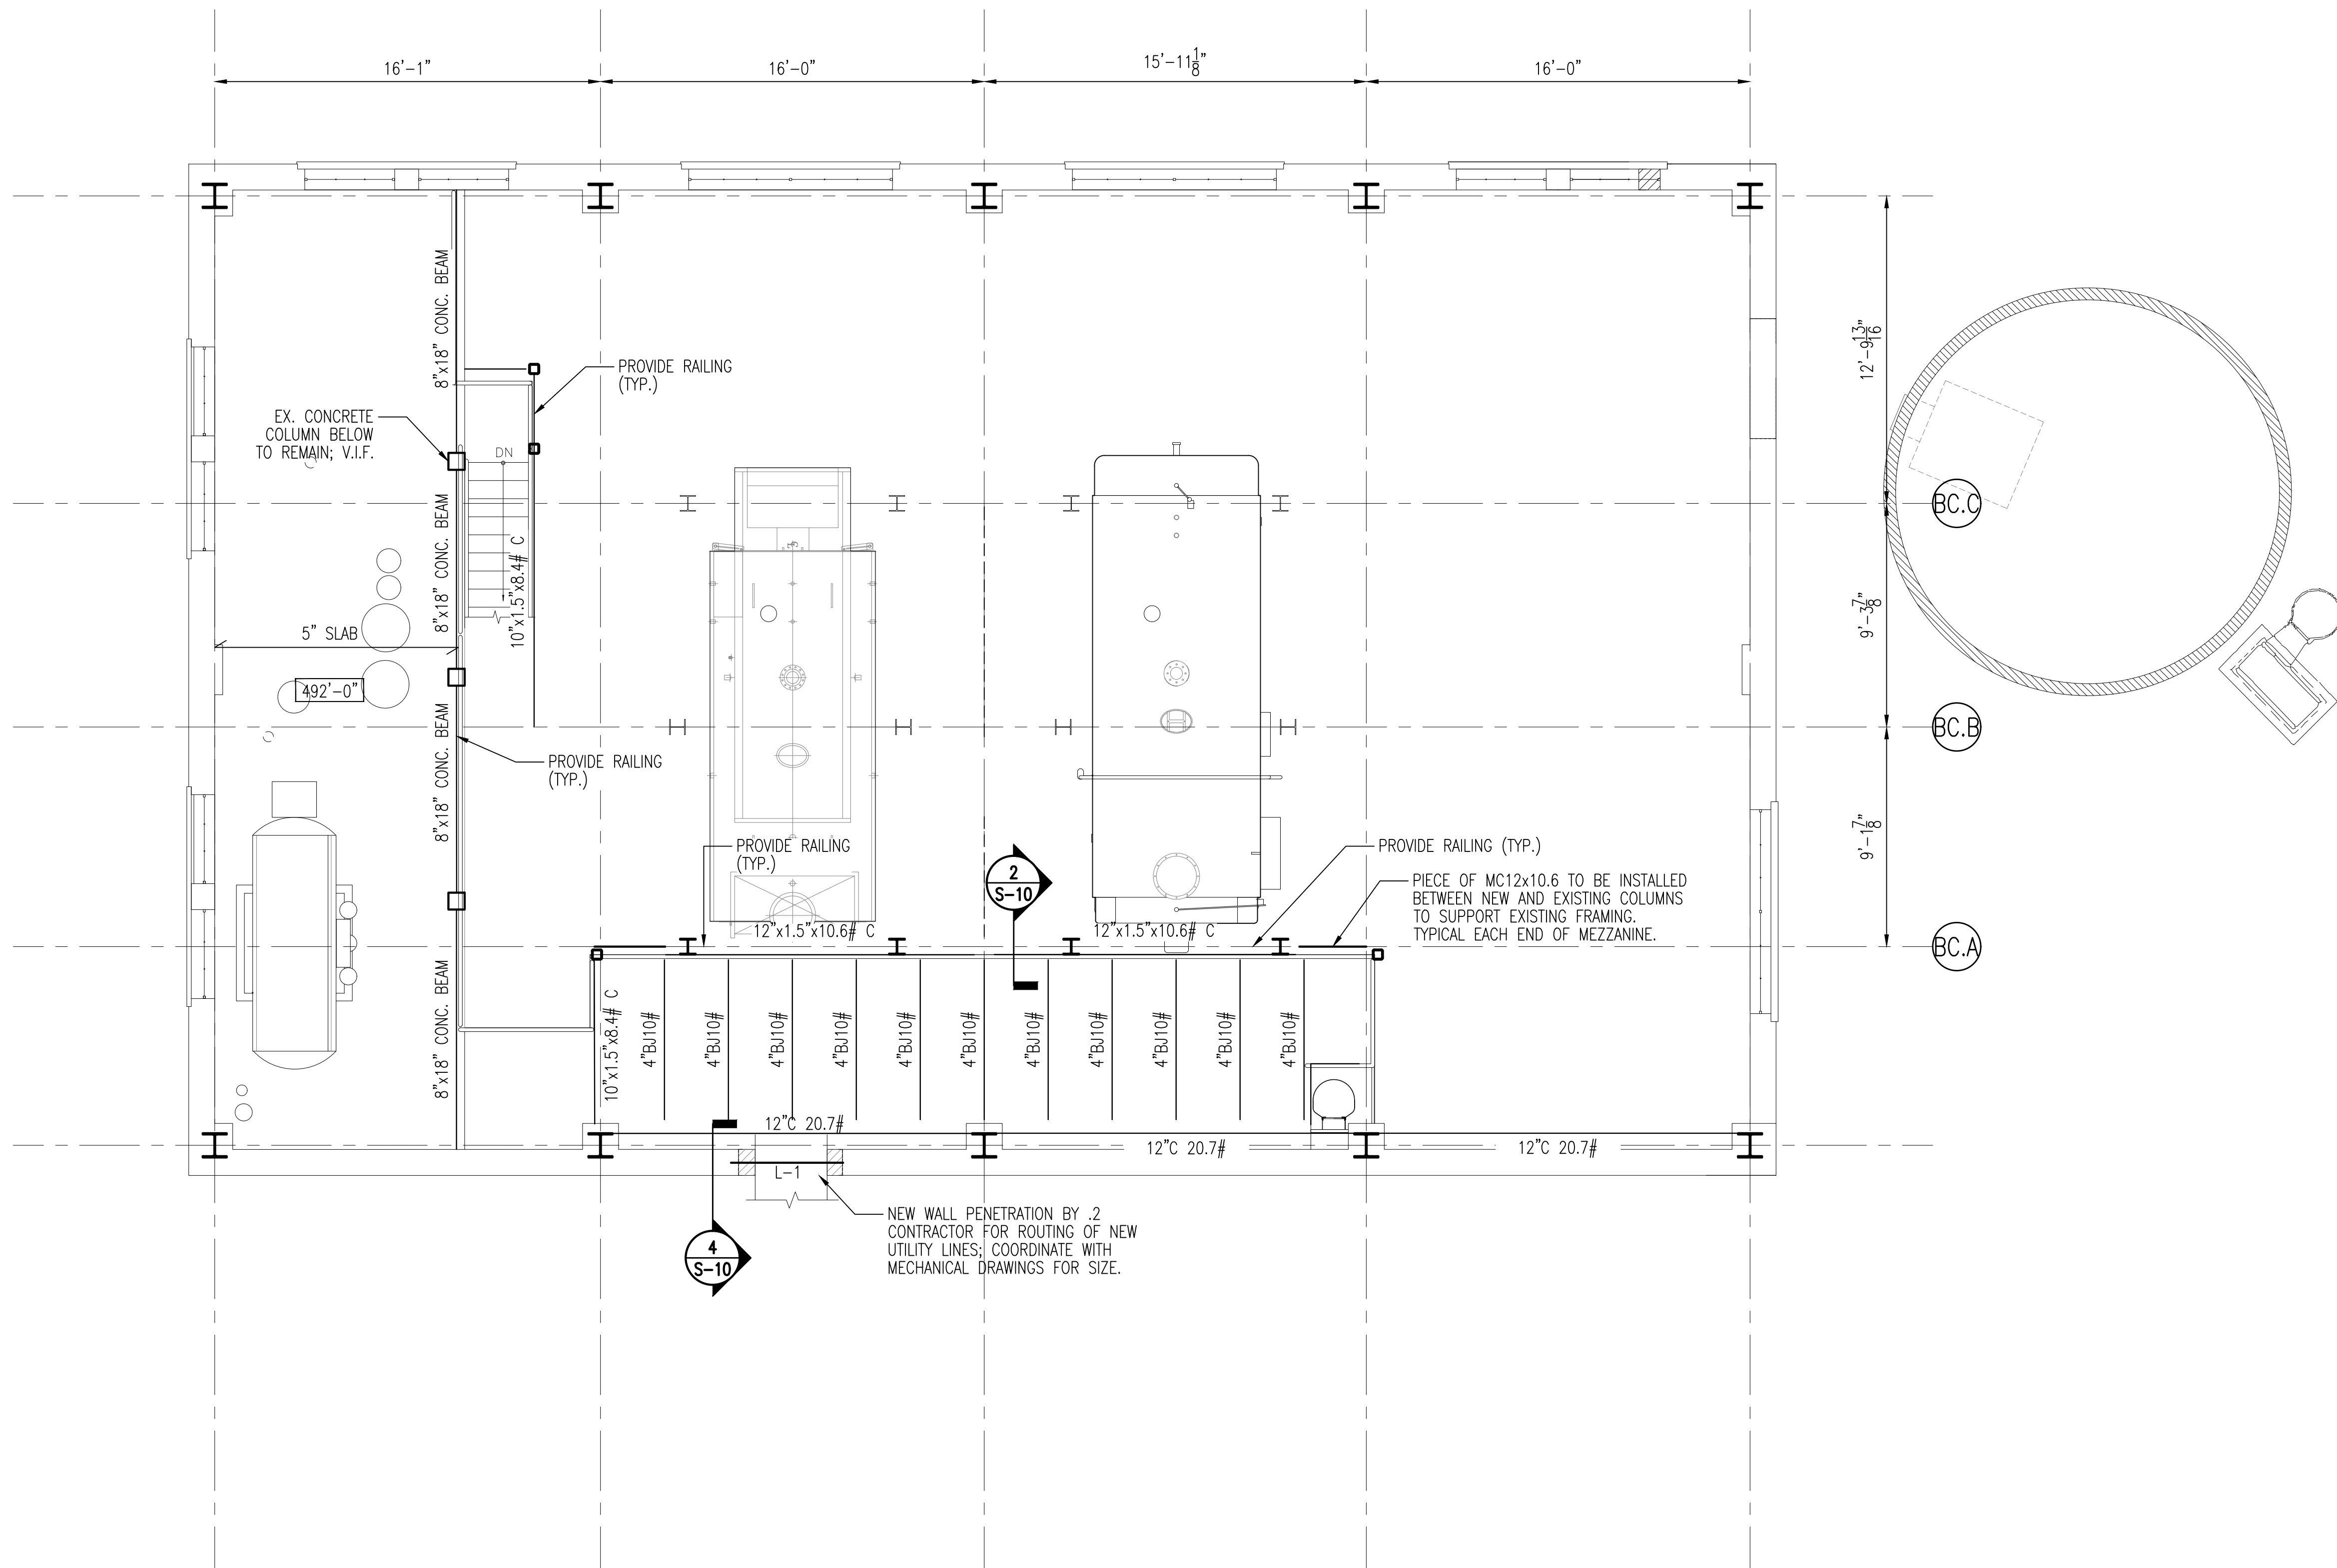 16'-1"
16'-0"
15'-11 1/8"
16'-0"
8"x18" CONC. BEAM
12'-9 13/16"
PROVIDE RAILING
(TYP.)
EX. CONCRETE
COLUMN BELOW
TO REMAIN; V.I.F.
DN
BC.C
8"x18" CONC. BEAM
10"x1.5"x8.4# C
9'-3 7/8"
5" SLAB
492'-0"
BC.B
8"x18" CONC. BEAM
PROVIDE RAILING
(TYP.)
9'-1 7/8"
PROVIDE RAILING
(TYP.)
PROVIDE RAILING (TYP.)
2
S-10
PIECE OF MC12x10.6 TO BE INSTALLED
BETWEEN NEW AND EXISTING COLUMNS
TO SUPPORT EXISTING FRAMING.
TYPICAL EACH END OF MEZZANINE.
12"x1.5"x10.6# C
12"x1.5"x10.6# C
BC.A
8"x18" CONC. BEAM
10"x1.5"x8.4# C
4"BJ10#
4"BJ10#
4"BJ10#
4"BJ10#
4"BJ10#
4"BJ10#
4"BJ10#
4"BJ10#
4"BJ10#
4"BJ10#
4"BJ10#
12"C 20.7#
12"C 20.7#
12"C 20.7#
L-1
NEW WALL PENETRATION BY .2
CONTRACTOR FOR ROUTING OF NEW
UTILITY LINES; COORDINATE WITH
MECHANICAL DRAWINGS FOR SIZE.
4
S-10